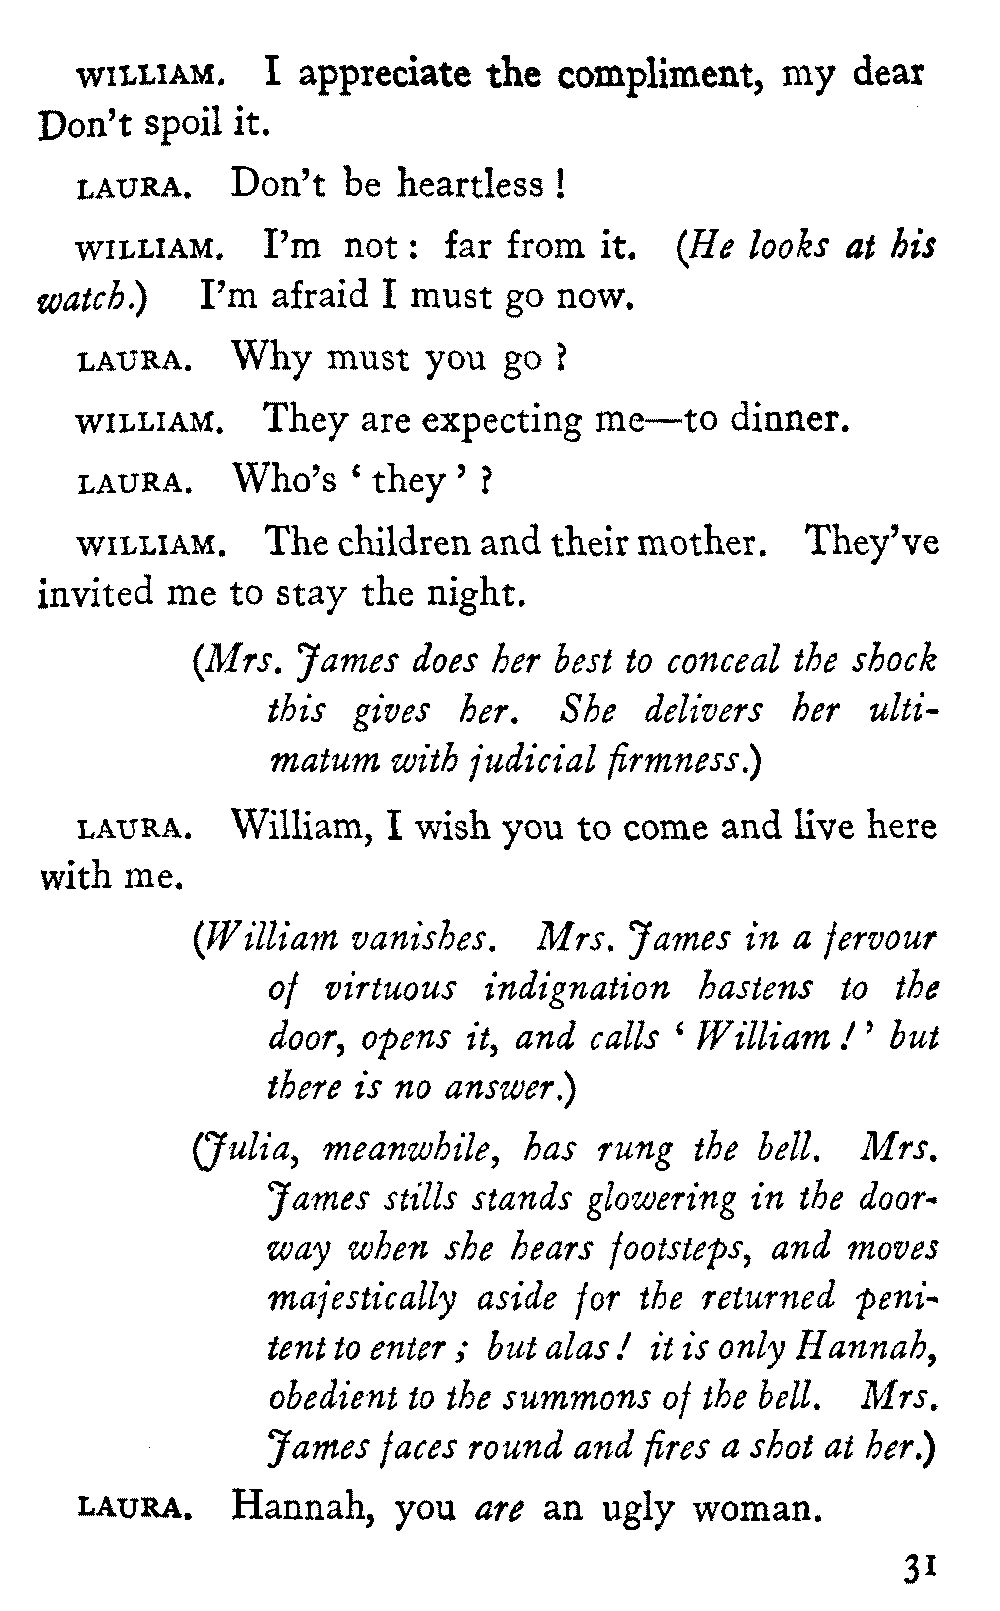 WILLIAM. I appreciate the compliment, my dear
Don't spoil it.
LAURA. Don't be heartless !
WILLIAM. I'm not : far from it. (He looks at his
watch.) I'm afraid I must go now.
LAURA. Why must you go ?
WILLIAM. They are expecting me—to dinner.
LAURA. Who's ‘ they ’ ?
WILLIAM. The children and their mother. They've
invited me to stay the night.
(Mrs. James does her best to conceal the shock
this gives her. She delivers her ulti-
matum with judicial firmness.)
LAURA. William, I wish you to come and live here
with me.
(William vanishes. Mrs. James in a fervour
of virtuous indignation hastens to the
door, opens it, and calls ‘ William ! ’ but
there is no answer.)
(Julia, meanwhile, has rung the bell. Mrs.
James stills stands glowering in the door-
way when she hears footsteps, and moves
majestically aside for the returned peni-
tent to enter ; but alas ! it is only Hannah,
obedient to the summons of the bell. Mrs.
James faces round and fires a shot at her.)
LAURA. Hannah, you are an ugly woman.
31